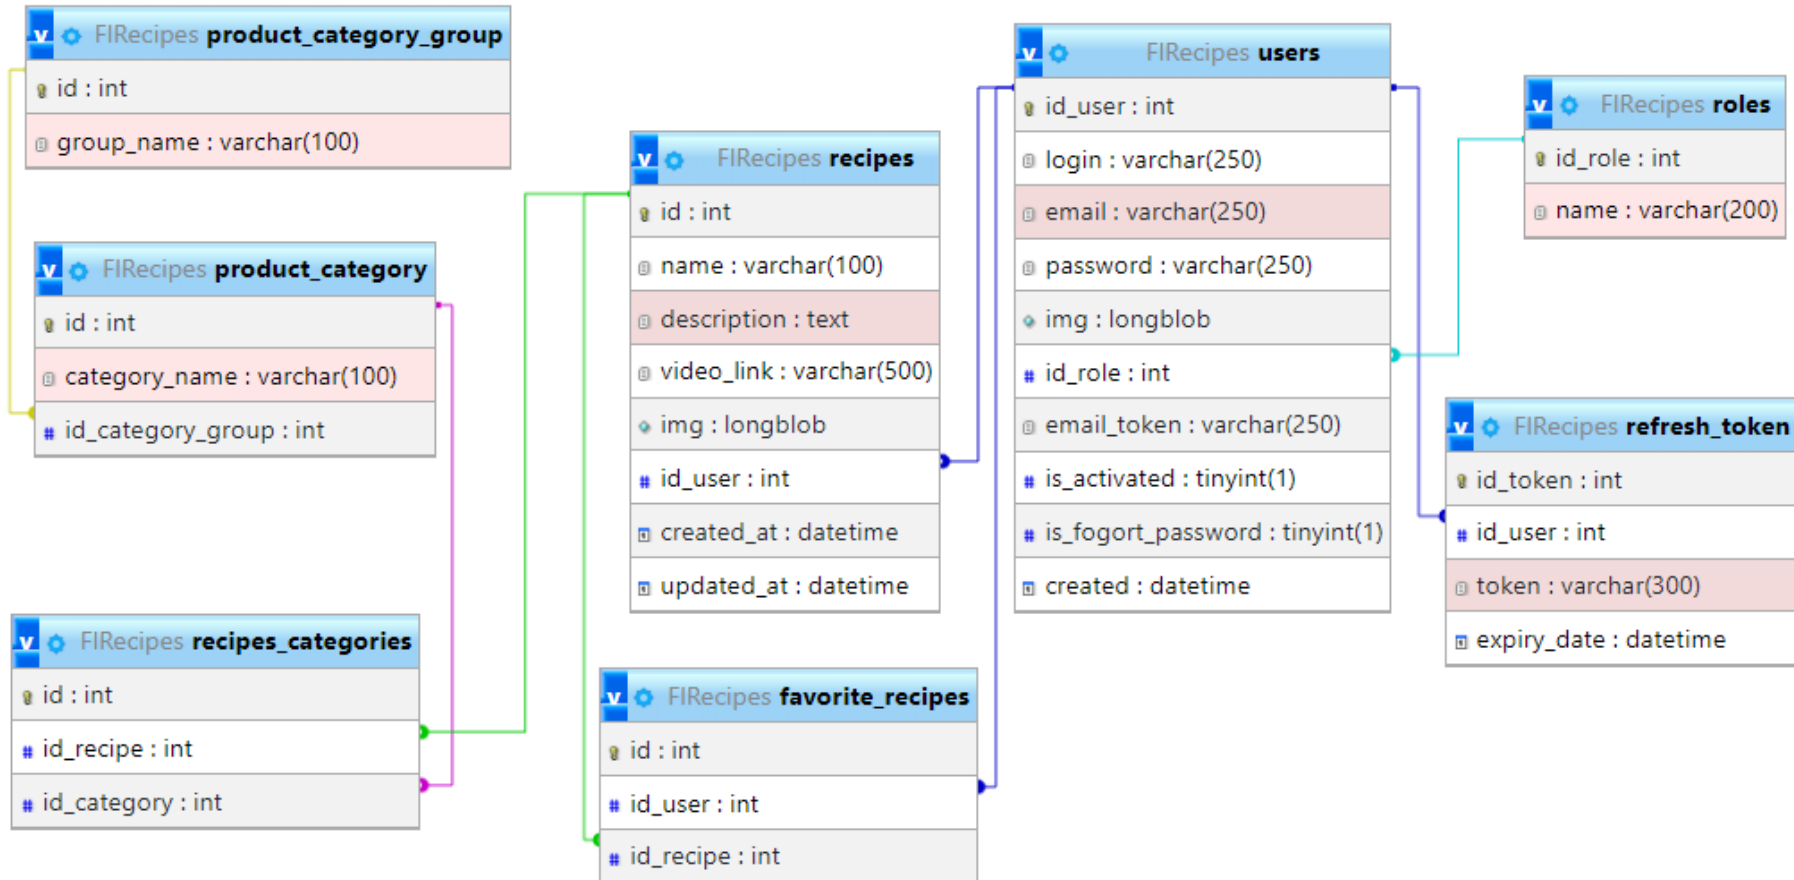 FIRecipes product_category_group
id : int
group_name : varchar(100)
FIRecipes product_category
id : int
category_name : varchar(100)
id_category_group : int
FIRecipes recipes_categories
id : int
id_recipe : int
id_category : int
FIRecipes recipes
id : int
name : varchar(100)
description : text
video_link : varchar(500)
img : longblob
id_user : int
created_at : datetime
updated_at : datetime
FIRecipes favorite_recipes
id : int
id_user : int
id_recipe : int
FIRecipes users
id_user : int
login : varchar(250)
email : varchar(250)
password : varchar(250)
img : longblob
id_role : int
email_token : varchar(250)
is_activated : tinyint(1)
is_fogort_password : tinyint(1)
created : datetime
FIRecipes roles
id_role : int
name : varchar(200)
FIRecipes refresh_token
id_token : int
id_user : int
token : varchar(300)
expiry_date : datetime